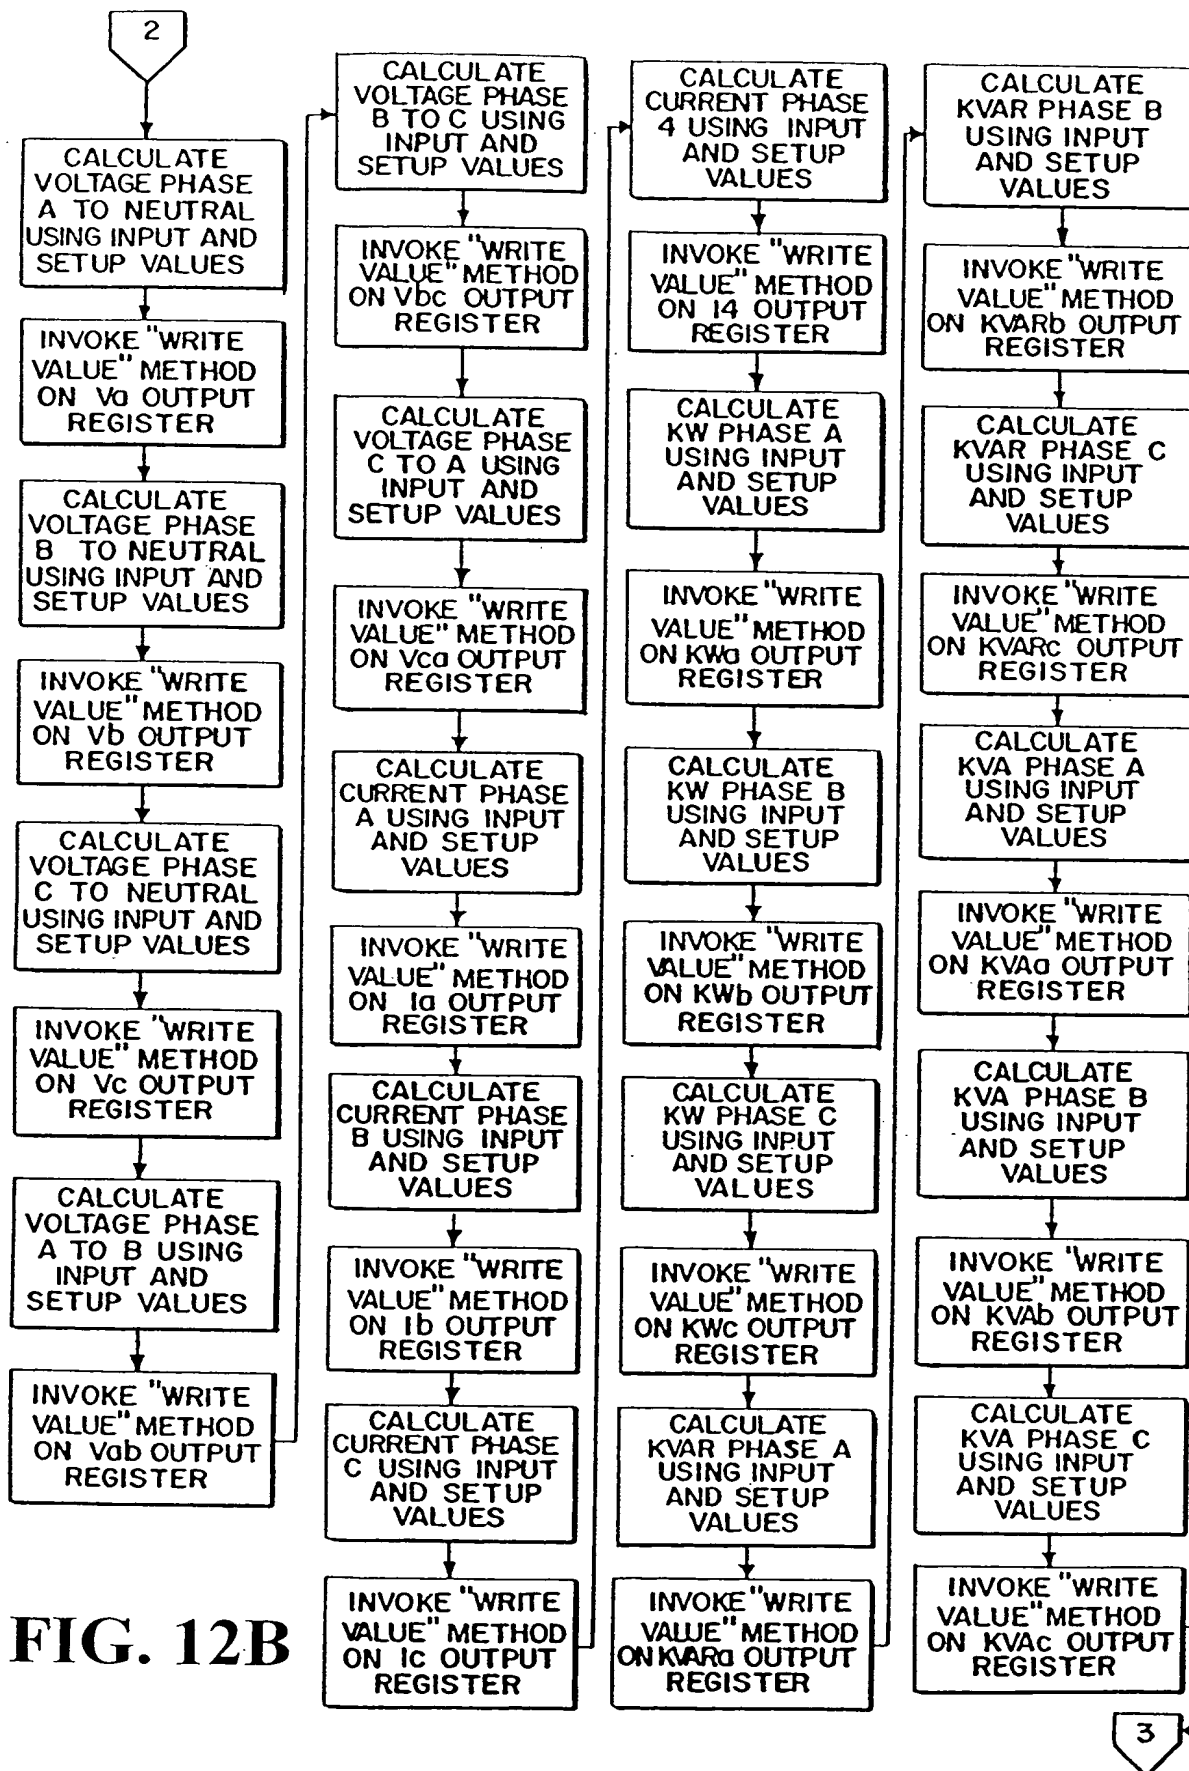 2
CALCULATE
VOLTAGE PHASE
A TO NEUTRAL
USING INPUT AND
SETUP VALUES
INVOKE "WRITE
VALUE" METHOD
ON Va OUTPUT
REGISTER
CALCULATE
VOLTAGE PHASE
B TO NEUTRAL
USING INPUT AND
SETUP VALUES
INVOKE "WRITE
VALUE" METHOD
ON Vb OUTPUT
REGISTER
CALCULATE
VOLTAGE PHASE
C TO NEUTRAL
USING INPUT AND
SETUP VALUES
INVOKE "WRITE
VALUE" METHOD
ON Vc OUTPUT
REGISTER
CALCULATE
VOLTAGE PHASE
A TO B USING
INPUT AND
SETUP VALUES
INVOKE "WRITE
VALUE" METHOD
ON Vab OUTPUT
REGISTER
CALCULATE
VOLTAGE PHASE
B TO C USING
INPUT AND
SETUP VALUES
INVOKE "WRITE
VALUE" METHOD
ON Vbc OUTPUT
REGISTER
CALCULATE
VOLTAGE PHASE
C TO A USING
INPUT AND
SETUP VALUES
INVOKE "WRITE
VALUE" METHOD
ON Vca OUTPUT
REGISTER
CALCULATE
CURRENT PHASE
A USING INPUT
AND SETUP
VALUES
INVOKE "WRITE
VALUE" METHOD
ON Ia OUTPUT
REGISTER
CALCULATE
CURRENT PHASE
B USING INPUT
AND SETUP
VALUES
INVOKE "WRITE
VALUE" METHOD
ON Ib OUTPUT
REGISTER
CALCULATE
CURRENT PHASE
C USING INPUT
AND SETUP
VALUES
INVOKE "WRITE
VALUE" METHOD
ON Ic OUTPUT
REGISTER
CALCULATE
CURRENT PHASE
4 USING INPUT
AND SETUP
VALUES
INVOKE "WRITE
VALUE" METHOD
ON I4 OUTPUT
REGISTER
CALCULATE
KW PHASE A
USING INPUT
AND SETUP
VALUES
INVOKE "WRITE
VALUE" METHOD
ON KWa OUTPUT
REGISTER
CALCULATE
KW PHASE B
USING INPUT
AND SETUP
VALUES
INVOKE "WRITE
VALUE" METHOD
ON KWb OUTPUT
REGISTER
CALCULATE
KW PHASE C
USING INPUT
AND SETUP
VALUES
INVOKE "WRITE
VALUE" METHOD
ON KWc OUTPUT
REGISTER
CALCULATE
KVAR PHASE A
USING INPUT
AND SETUP
VALUES
INVOKE "WRITE
VALUE" METHOD
ON KVARa OUTPUT
REGISTER
CALCULATE
KVAR PHASE B
USING INPUT
AND SETUP
VALUES
INVOKE "WRITE
VALUE" METHOD
ON KVARb OUTPUT
REGISTER
CALCULATE
KVAR PHASE C
USING INPUT
AND SETUP
VALUES
INVOKE "WRITE
VALUE" METHOD
ON KVARc OUTPUT
REGISTER
CALCULATE
KVA PHASE A
USING INPUT
AND SETUP
VALUES
INVOKE "WRITE
VALUE" METHOD
ON KVAa OUTPUT
REGISTER
CALCULATE
KVA PHASE B
USING INPUT
AND SETUP
VALUES
INVOKE "WRITE
VALUE" METHOD
ON KVAb OUTPUT
REGISTER
CALCULATE
KVA PHASE C
USING INPUT
AND SETUP
VALUES
INVOKE "WRITE
VALUE" METHOD
ON KVAc OUTPUT
REGISTER
3
FIG. 12B